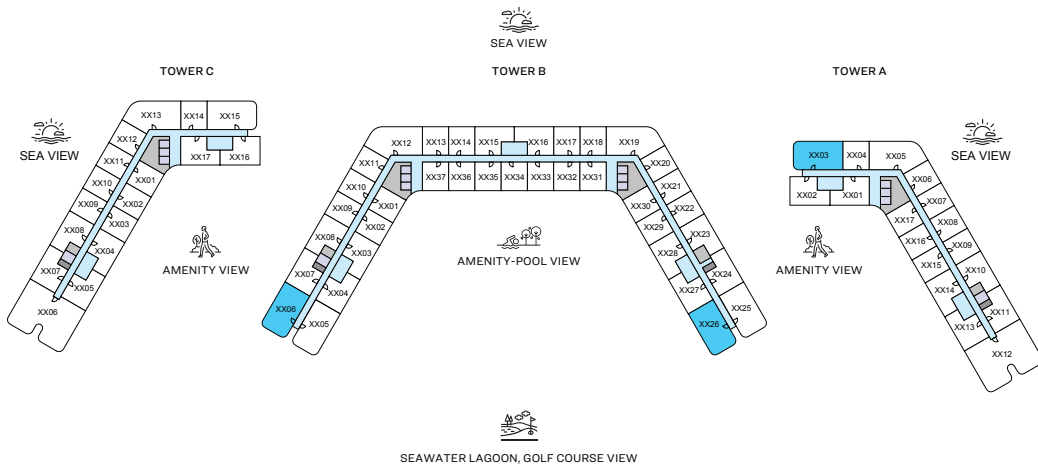 SEA VIEW
TOWER C
TOWER B
TOWER A
SEA VIEW
SEA VIEW
AMENITY VIEW
AMENITY-POOL VIEW
AMENITY VIEW
XX13
XX14
XX15
XX12
XX11
XX17
XX16
XX10
XX01
XX09
XX02
XX08
XX03
XX07
XX04
XX06
XX05
XX12
XX13
XX14
XX15
XX16
XX17
XX18
XX19
XX11
XX37
XX36
XX35
XX34
XX33
XX32
XX31
XX20
XX10
XX01
XX30
XX21
XX09
XX02
XX29
XX22
XX08
XX03
XX28
XX23
XX07
XX04
XX27
XX24
XX06
XX05
XX26
XX25
XX03
XX04
XX05
XX02
XX01
XX06
XX17
XX07
XX16
XX08
XX15
XX09
XX14
XX10
XX13
XX11
XX12
SEAWATER LAGOON, GOLF COURSE VIEW